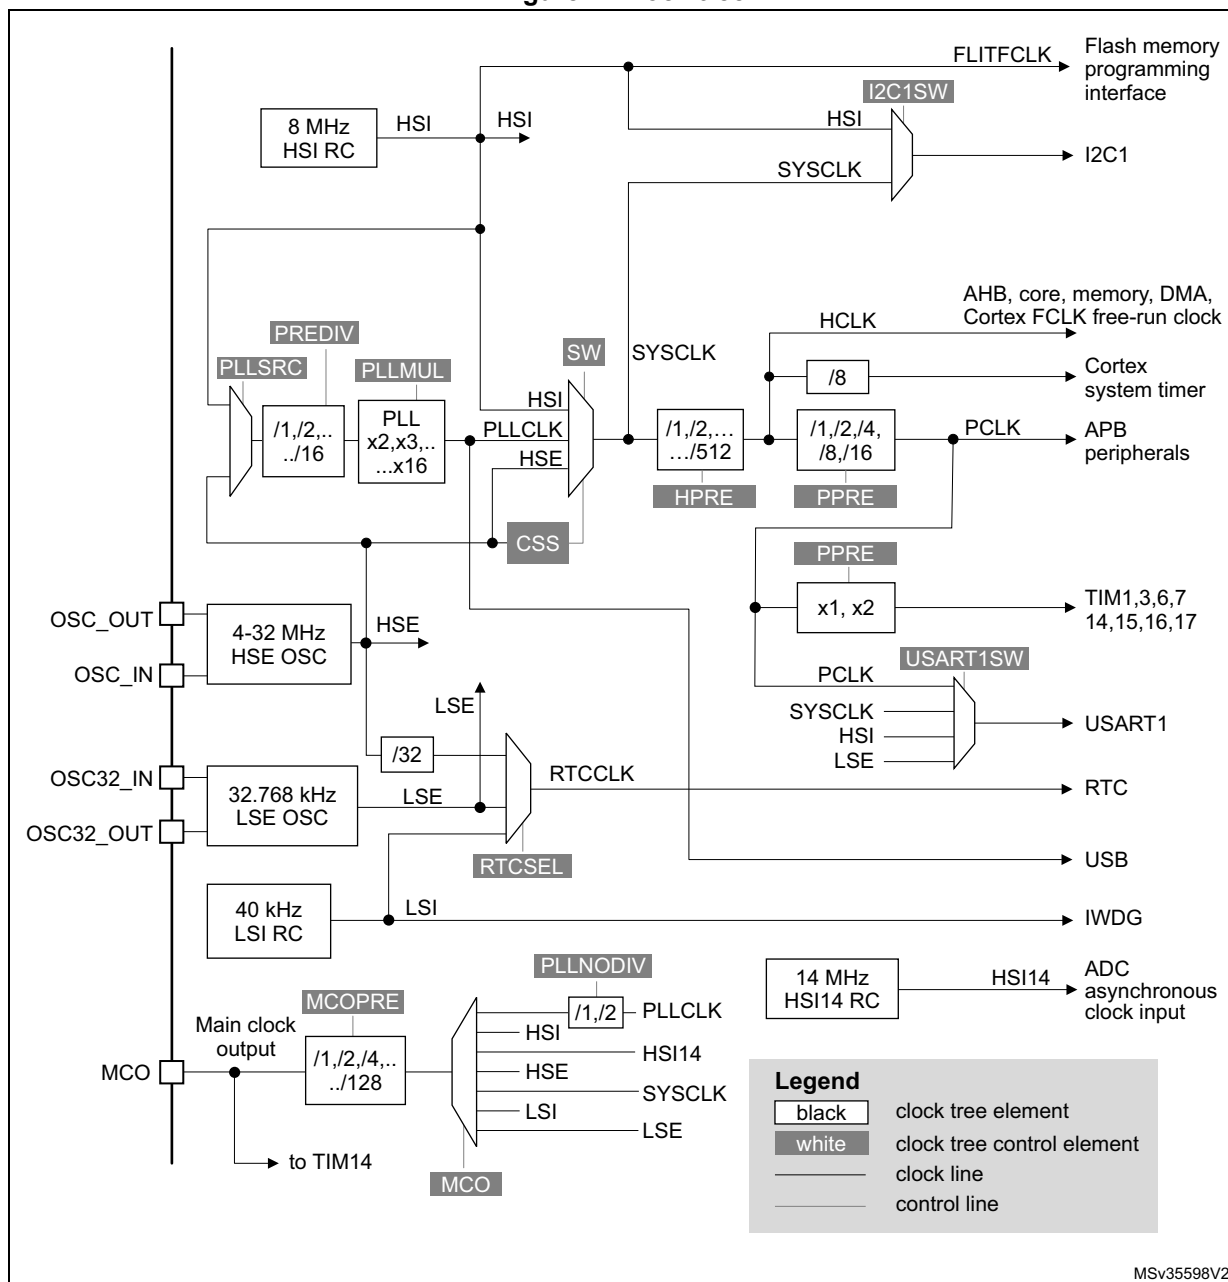 FLITFCLK
Flash memory
programming
interface
I2C1SW
8 MHz
HSI RC
HSI
HSI
HSI
I2C1
SYSCLK
AHB, core, memory, DMA,
Cortex FCLK free-run clock
HCLK
PREDIV
PLLSRC
PLLMUL
SW
SYSCLK
/8
Cortex
system timer
/1,/2,..
../16
PLL
x2,x3,..
...x16
HSI
PLLCLK
HSE
/1,/2,…
…/512
/1,/2,/4,
/8,/16
PCLK
APB
peripherals
HPRE
PPRE
CSS
PPRE
OSC_OUT
OSC_IN
4-32 MHz
HSE OSC
HSE
x1, x2
TIM1,3,6,7
14,15,16,17
USART1SW
PCLK
SYSCLK
HSI
LSE
USART1
LSE
/32
OSC32_IN
OSC32_OUT
32.768 kHz
LSE OSC
LSE
RTCCLK
RTC
RTCSEL
USB
40 kHz
LSI RC
LSI
IWDG
PLLNODIV
14 MHz
HSI14 RC
HSI14
ADC
asynchronous
clock input
MCOPRE
Main clock
output
/1,/2
PLLCLK
HSI
HSI14
HSE
SYSCLK
LSI
LSE
MCO
/1,/2,/4,..
../128
to TIM14
MCO
Legend
black clock tree element
white clock tree control element
clock line
control line
MSv35598V2